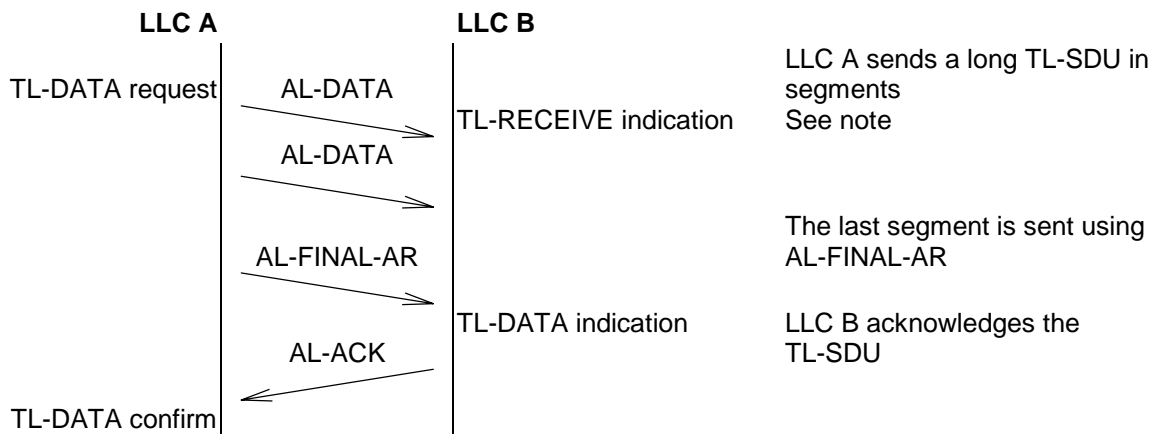 LLC A
LLC B
LLC A sends a long TL-SDU in
segments
TL-DATA request
AL-DATA
TL-RECEIVE indication
See note
AL-DATA
The last segment is sent using
AL-FINAL-AR
AL-FINAL-AR
TL-DATA indication
LLC B acknowledges the
TL-SDU
AL-ACK
TL-DATA confirm